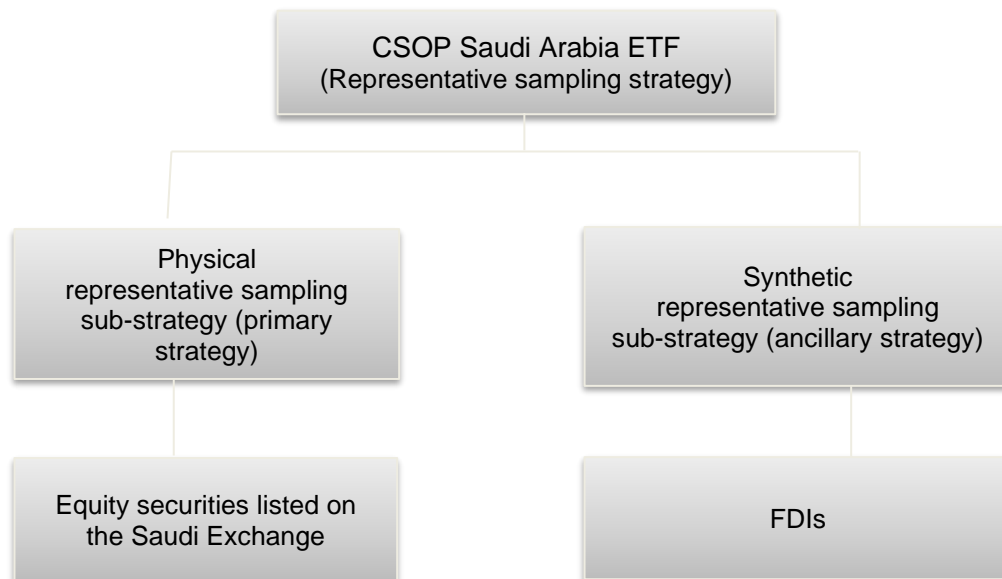 CSOP Saudi Arabia ETF
(Representative sampling strategy)
Physical
representative sampling
sub-strategy (primary
strategy)
Synthetic
representative sampling
sub-strategy (ancillary strategy)
Equity securities listed on
the Saudi Exchange
FDIs